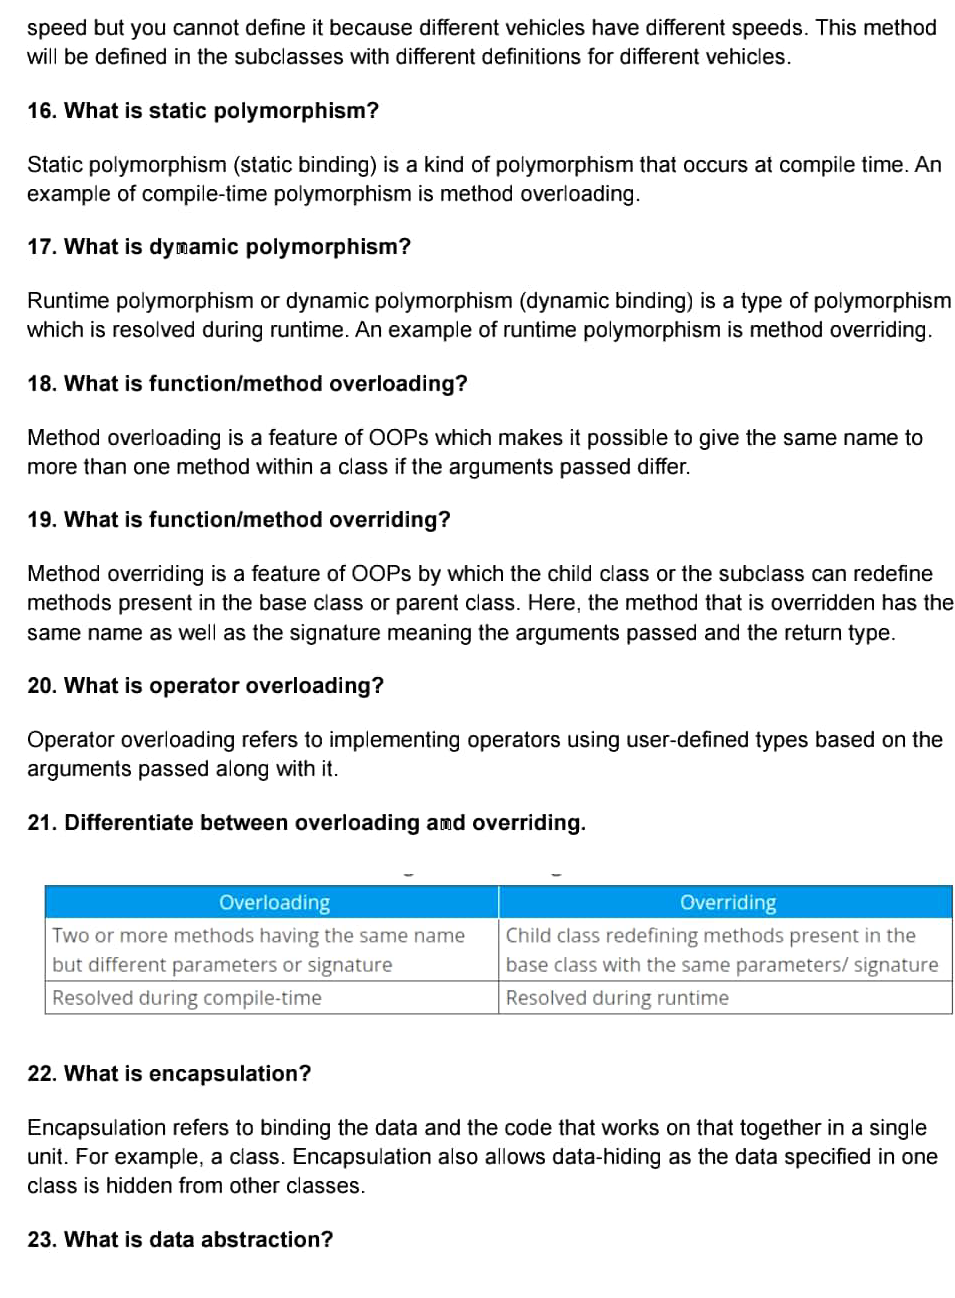 speed but you cannot define it because different vehicles have different speeds. This method
will be defined in the subclasses with different definitions for different vehicles.
16. What is static polymorphism?
Static polymorphism (static binding) is a kind of polymorphism that occurs at compile time. An
example of compile-time polymorphism is method overloading.
17. What is dynamic polymorphism?
Runtime polymorphism or dynamic polymorphism (dynamic binding) is a type of polymorphism
which is resolved during runtime. An example of runtime polymorphism is method overriding.
18. What is function/method overloading?
Method overloading is a feature of OOPs which makes it possible to give the same name to
more than one method within a class if the arguments passed differ.
19. What is function/method overriding?
Method overriding is a feature of OOPs by which the child class or the subclass can redefine
methods present in the base class or parent class. Here, the method that is overridden has the
same name as well as the signature meaning the arguments passed and the return type.
20. What is operator overloading?
Operator overloading refers to implementing operators using user-defined types based on the
arguments passed along with it.
21. Differentiate between overloading and overriding.
Overloading Overriding
Two or more methods having the same name
but different parameters or signature
Child class redefining methods present in the
base class with the same parameters/ signature
Resolved during compile-time
Resolved during runtime
22. What is encapsulation?
Encapsulation refers to binding the data and the code that works on that together in a single
unit. For example, a class. Encapsulation also allows data-hiding as the data specified in one
class is hidden from other classes.
23. What is data abstraction?